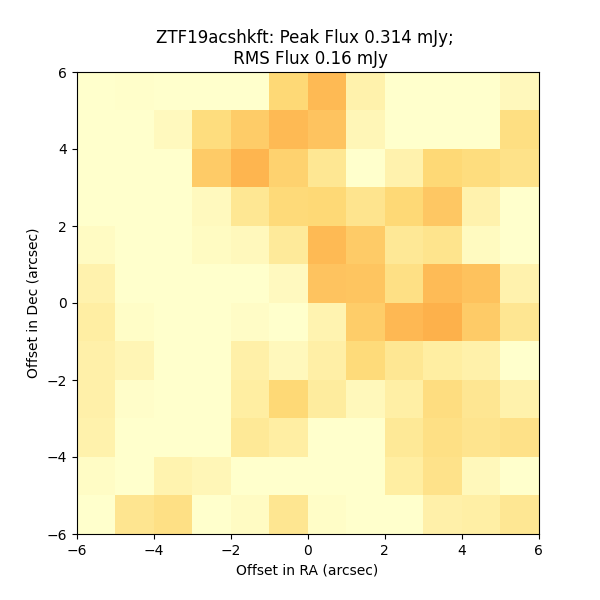 ZTF19acshkft: Peak Flux 0.314 mJy;
RMS Flux 0.16 mJy
6
4
2
0
−2
−4
−6
Offset in Dec (arcsec)
−6 −4 −2 0 2 4 6
Offset in RA (arcsec)